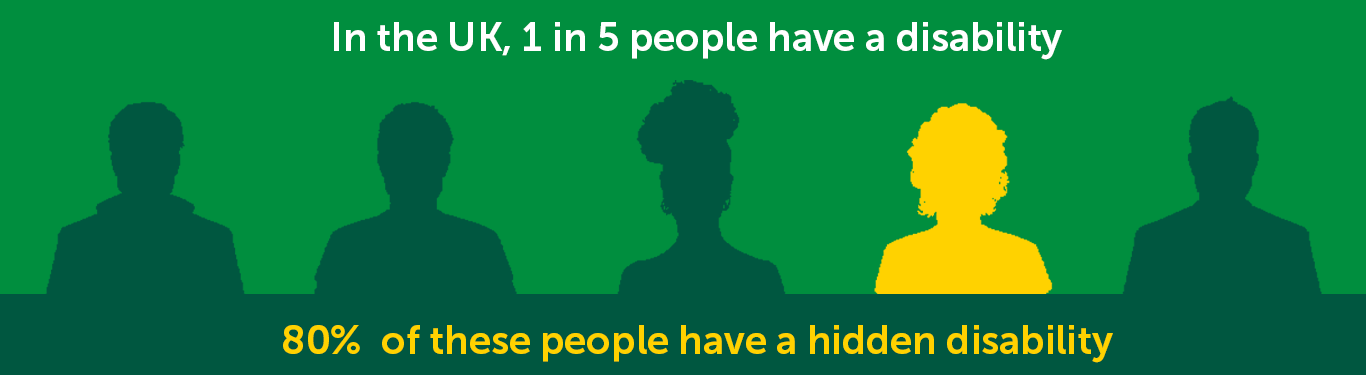 In the UK, 1 in 5 people have a disability
80% of these people have a hidden disability